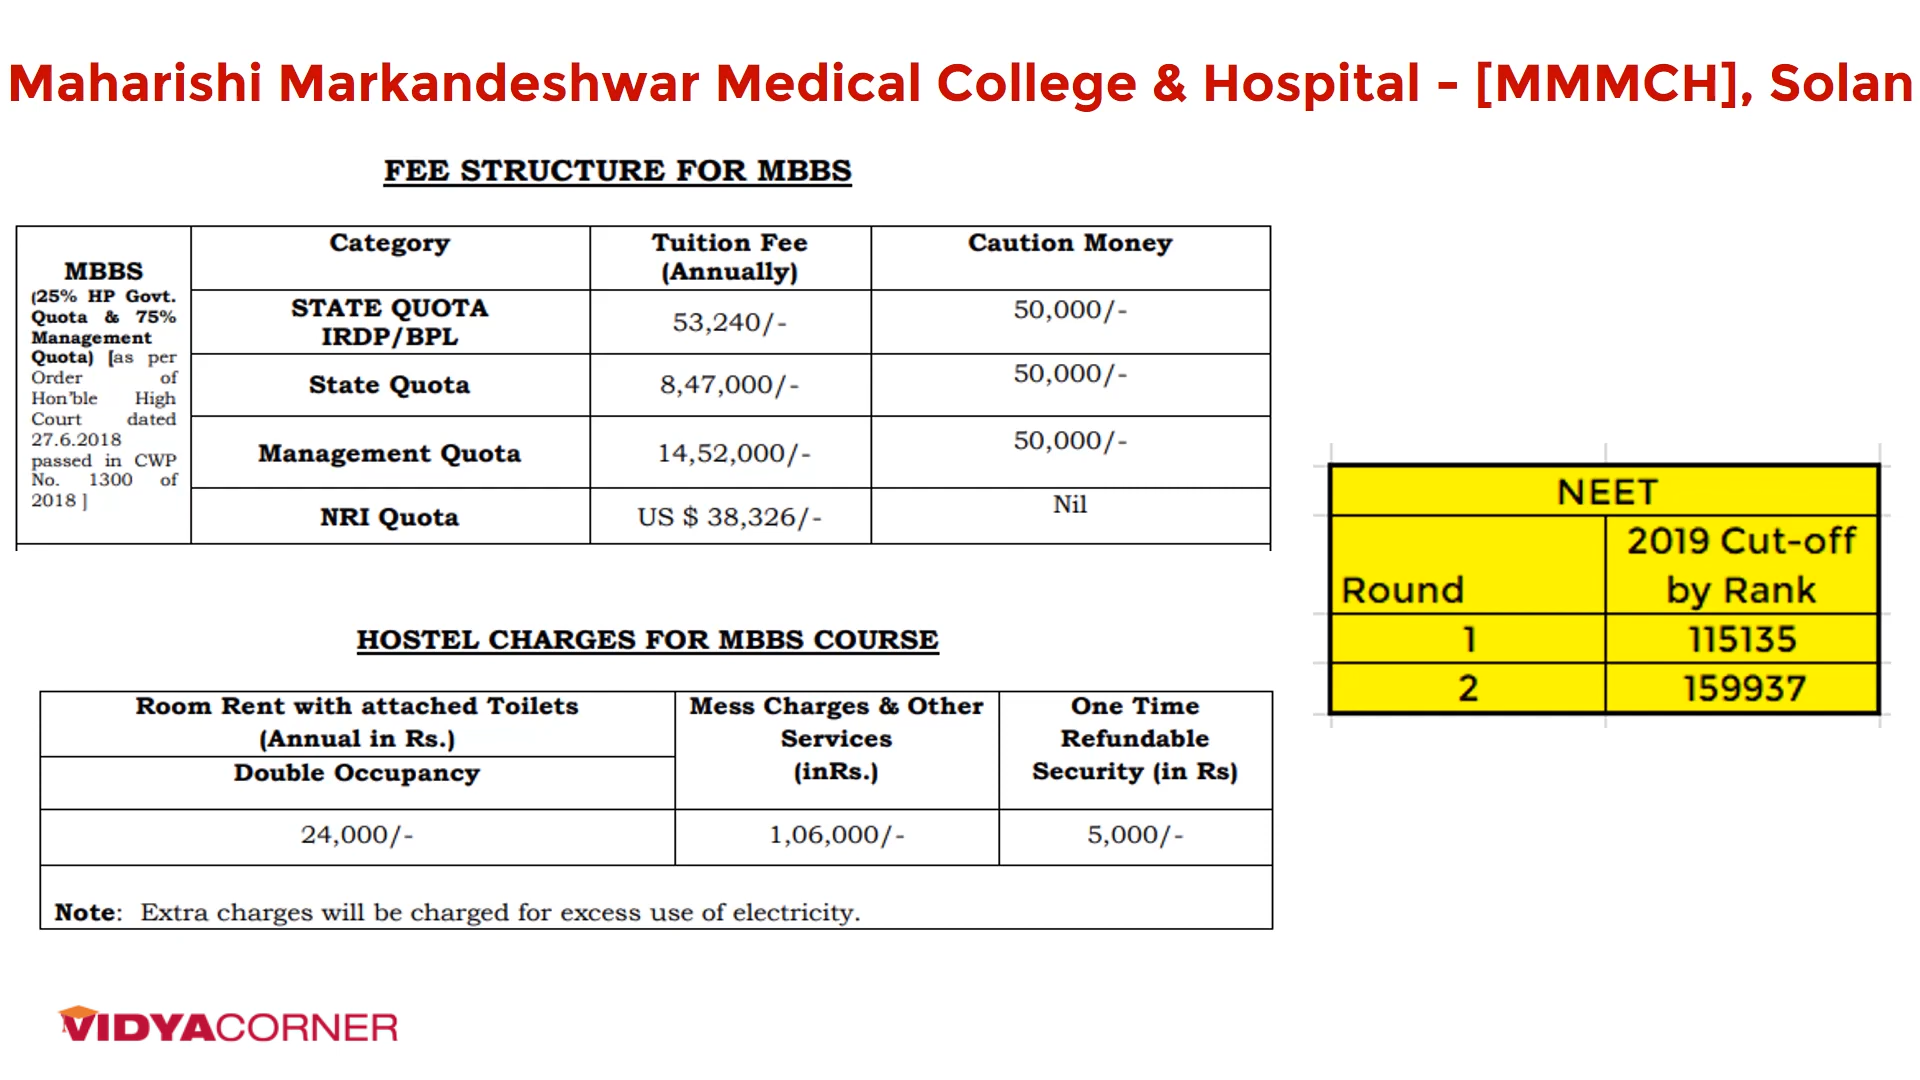 Maharishi Markandeshwar Medical College & Hospital - [MMMCH], Solan
FEE STRUCTURE FOR MBBS
MBBS
(25% HP Govt.
Quota & 75%
Management
Quota) [as per
Order of
Hon'ble High
Court dated
27.6.2018
passed in CWP
No. 1300 of
2018 ]
Category
Tuition Fee
(Annually)
Caution Money
STATE QUOTA
IRDP/BPL
53,240/-
50,000/-
State Quota
8,47,000/-
50,000/-
Management Quota
14,52,000/-
50,000/-
NRI Quota
US $ 38,326/-
Nil
NEET
Round
2019 Cut-off
by Rank
1
115135
2
159937
HOSTEL CHARGES FOR MBBS COURSE
Room Rent with attached Toilets
(Annual in Rs.)
Double Occupancy
Mess Charges & Other
Services
(inRs.)
One Time
Refundable
Security (in Rs)
24,000/-
1,06,000/-
5,000/-
Note: Extra charges will be charged for excess use of electricity.
VIDYACORNER